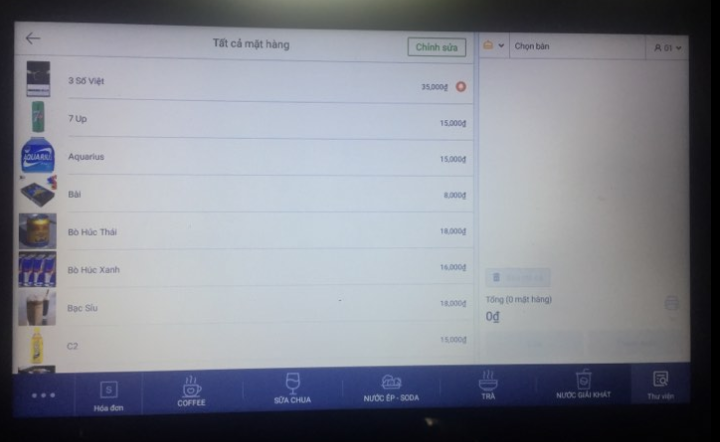 Tất cả mặt hàng
Chỉnh sửa
Chọn bàn
01
3 Số Việt
35,000₫
7 Up
15,000₫
AQUARIUS
Aquarius
15,000₫
Bài
8,000₫
Bò Húc Thái
18,000₫
Bò Húc Xanh
16,000₫
Bạc Sỉu
18,000₫
C2
15,000₫
Tổng (0 mặt hàng)
0₫
Hóa đơn
COFFEE
SỮA CHUA
NƯỚC ÉP - SODA
TRÀ
NƯỚC GIẢI KHÁT
Thư viện